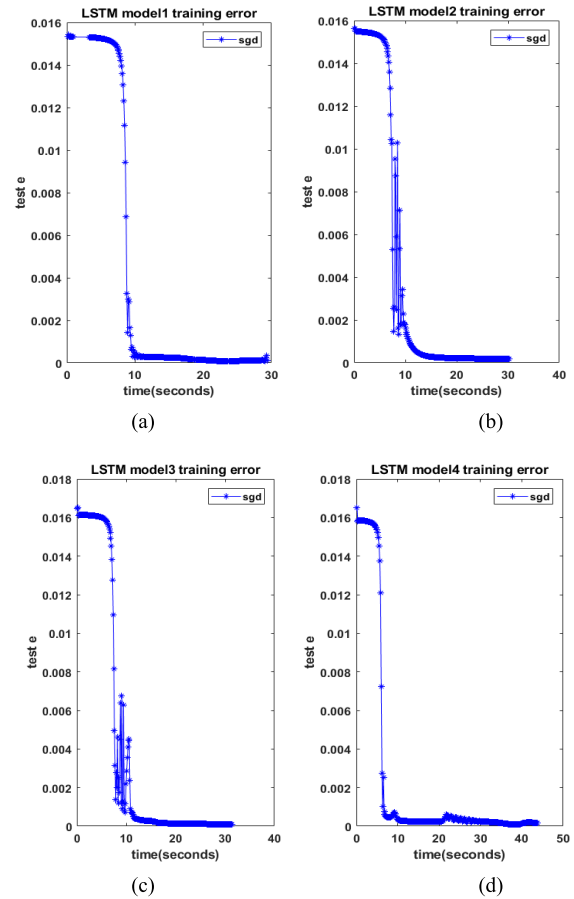 LSTM model1 training error
sgd
0.016
0.014
0.012
0.01
0.008
0.006
0.004
0.002
0
test e
0 10 20 30
time(seconds)
(a)
LSTM model2 training error
sgd
0.016
0.014
0.012
0.01
0.008
0.006
0.004
0.002
0
test e
0 10 20 30 40
time(seconds)
(b)
LSTM model3 training error
sgd
0.018
0.016
0.014
0.012
0.01
0.008
0.006
0.004
0.002
0
test e
0 10 20 30 40
time(seconds)
(c)
LSTM model4 training error
sgd
0.018
0.016
0.014
0.012
0.01
0.008
0.006
0.004
0.002
0
test e
0 10 20 30 40 50
time(seconds)
(d)